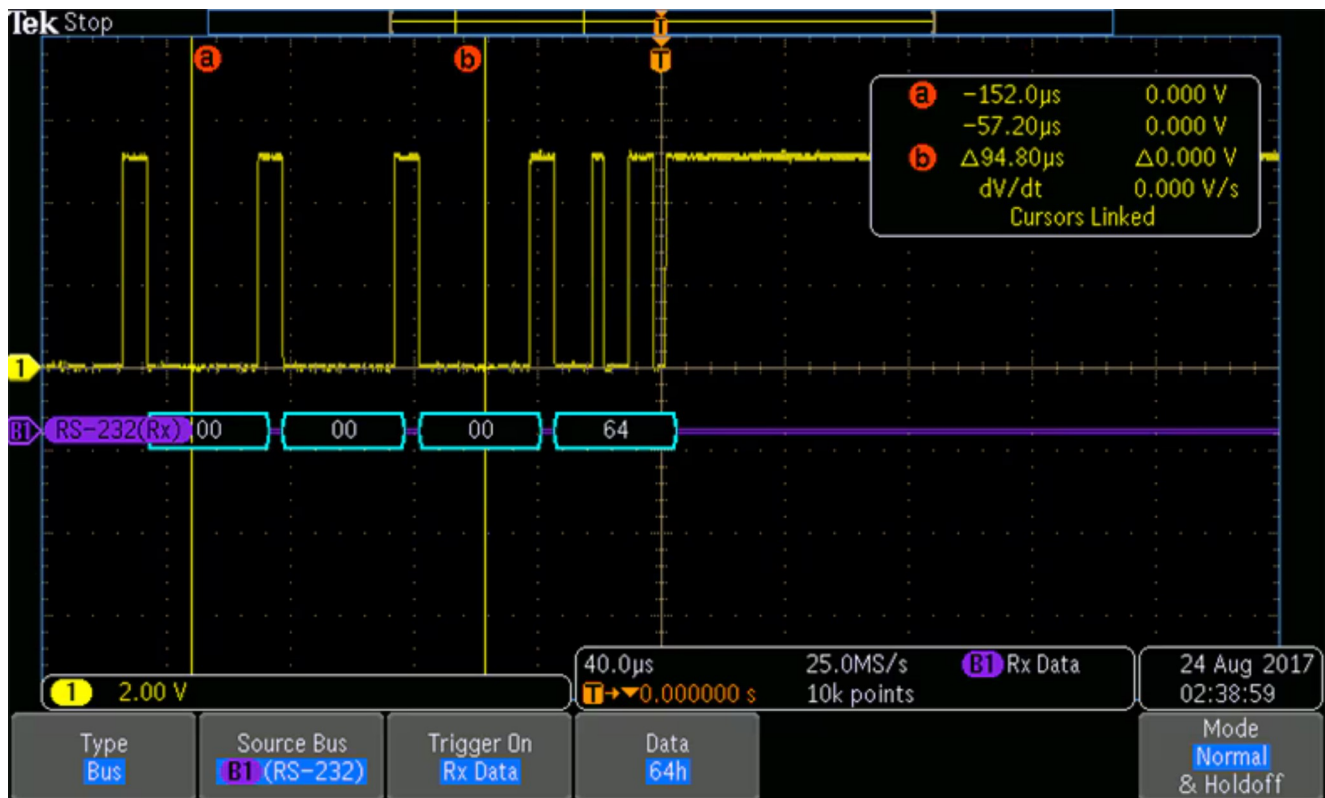 Tek Stop
T
a b T
a −152.0µs 0.000 V
−57.20µs 0.000 V
b Δ94.80µs Δ0.000 V
dV/dt 0.000 V/s
Cursors Linked
1
B1 RS-232(Rx) 00 00 00 64
40.0µs 25.0MS/s B1 Rx Data 24 Aug 2017
1 2.00 V T→▼0.000000 s 10k points 02:38:59
Type Source Bus Trigger On Data Mode
Bus B1 (RS-232) Rx Data 64h Normal
& Holdoff